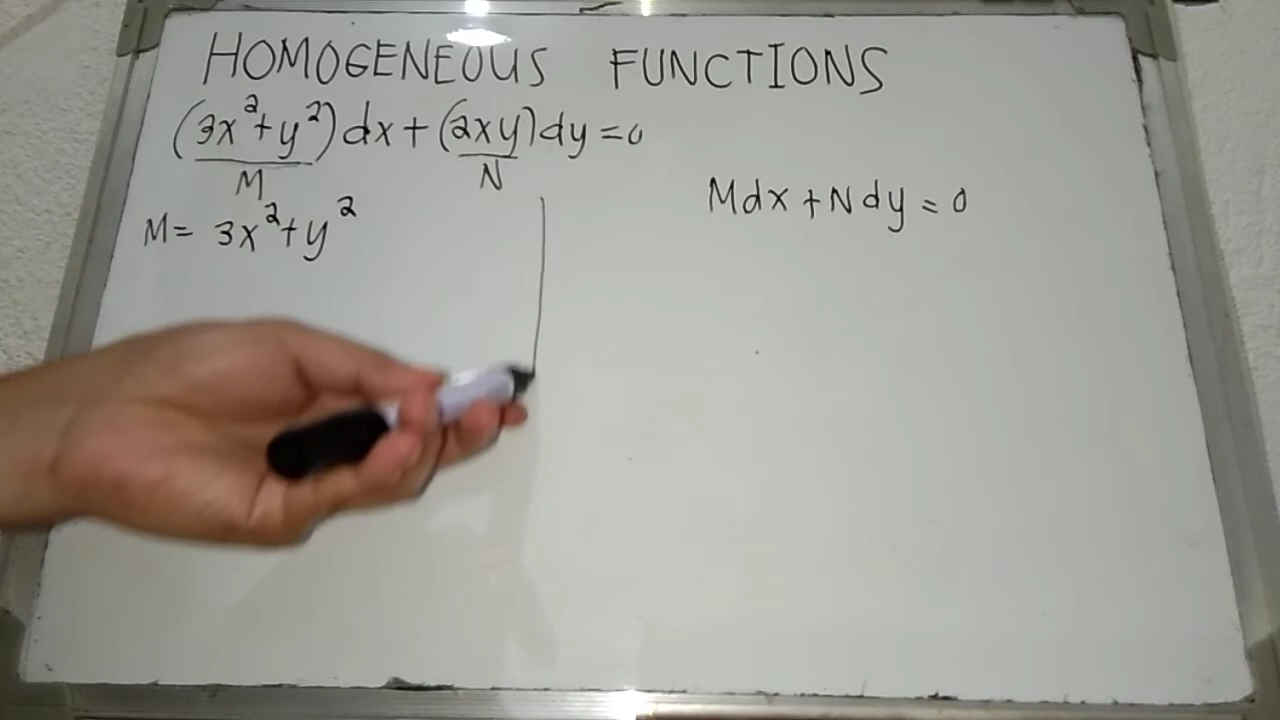 HOMOGENEOUS FUNCTIONS
(3x²+y²)dx+(2xy)dy=0
M N
Mdx+Ndy=0
M= 3x²+y²